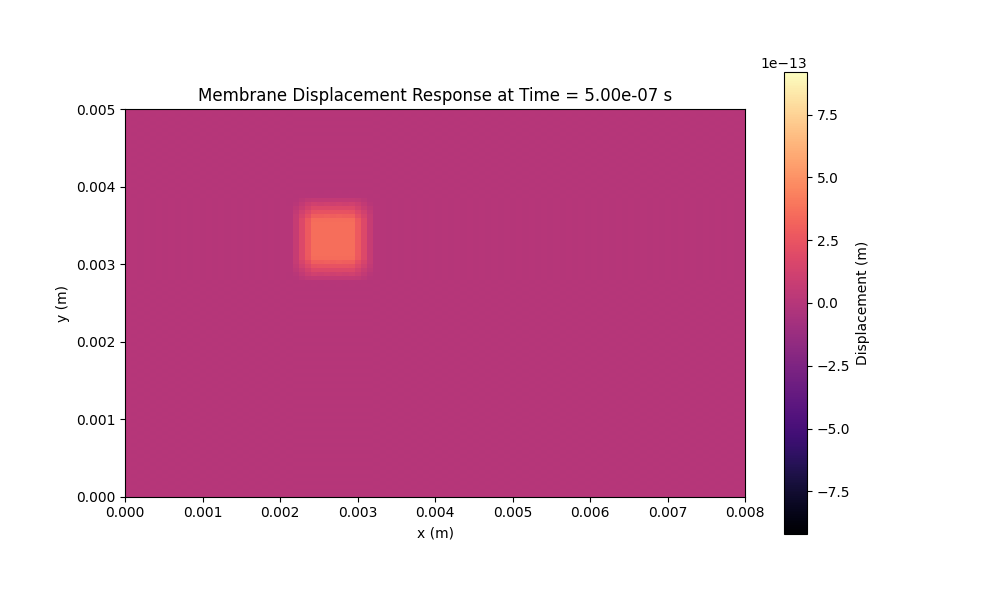 1e−13
Membrane Displacement Response at Time = 5.00e-07 s
0.005
0.004
0.003
0.002
0.001
0.000
y (m)
0.000 0.001 0.002 0.003 0.004 0.005 0.006 0.007 0.008
x (m)
7.5
5.0
2.5
0.0
−2.5
−5.0
−7.5
Displacement (m)